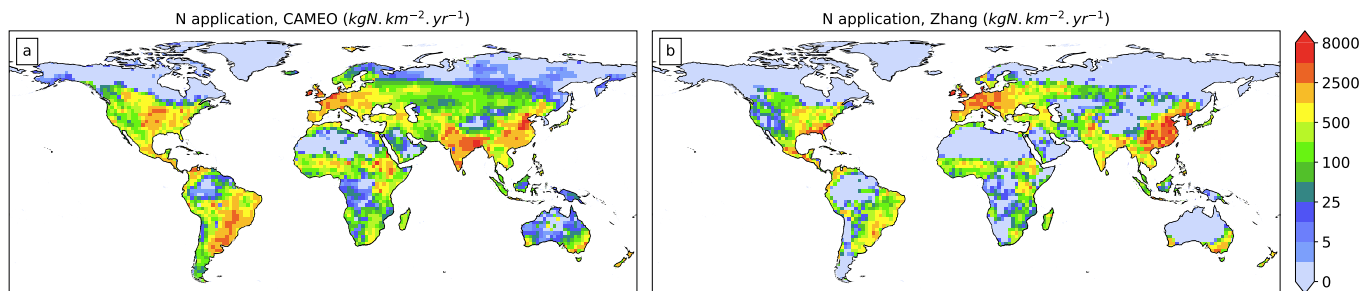 N application, CAMEO (kgN.km⁻².yr⁻¹)
a
N application, Zhang (kgN.km⁻².yr⁻¹)
b
8000
2500
500
100
25
5
0